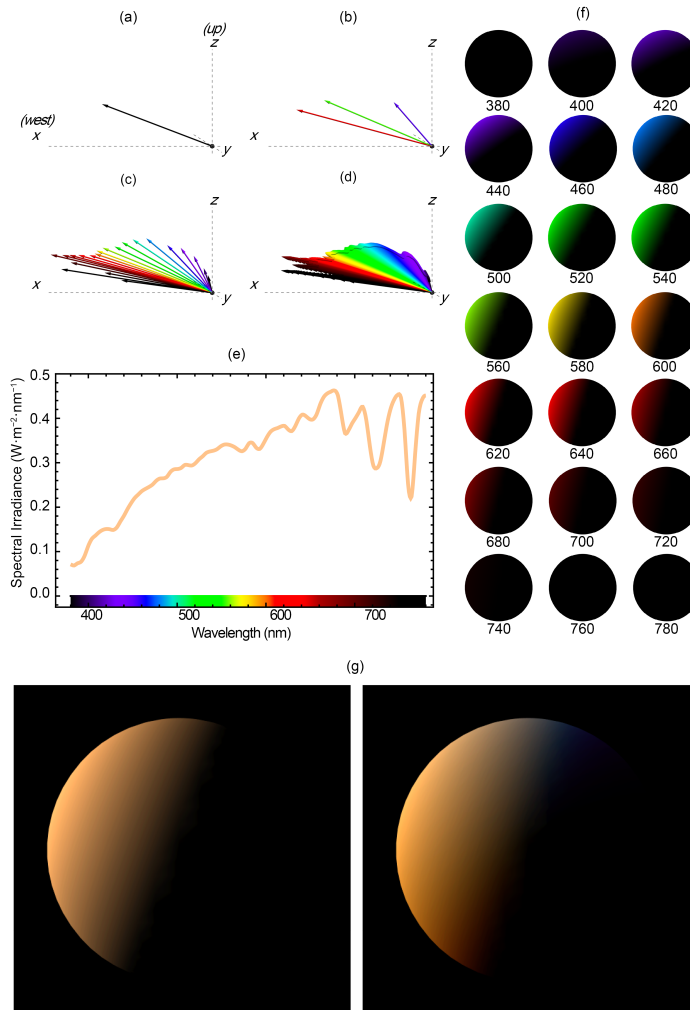 (a)
(up)
z
(west)
x
y
(b)
z
x
y
(c)
z
x
y
(d)
z
x
y
(e)
0.5
0.4
0.3
0.2
0.1
0.0
Spectral Irradiance (W·m⁻²·nm⁻¹)
400 500 600 700
Wavelength (nm)
(f)
380 400 420
440 460 480
500 520 540
560 580 600
620 640 660
680 700 720
740 760 780
(g)